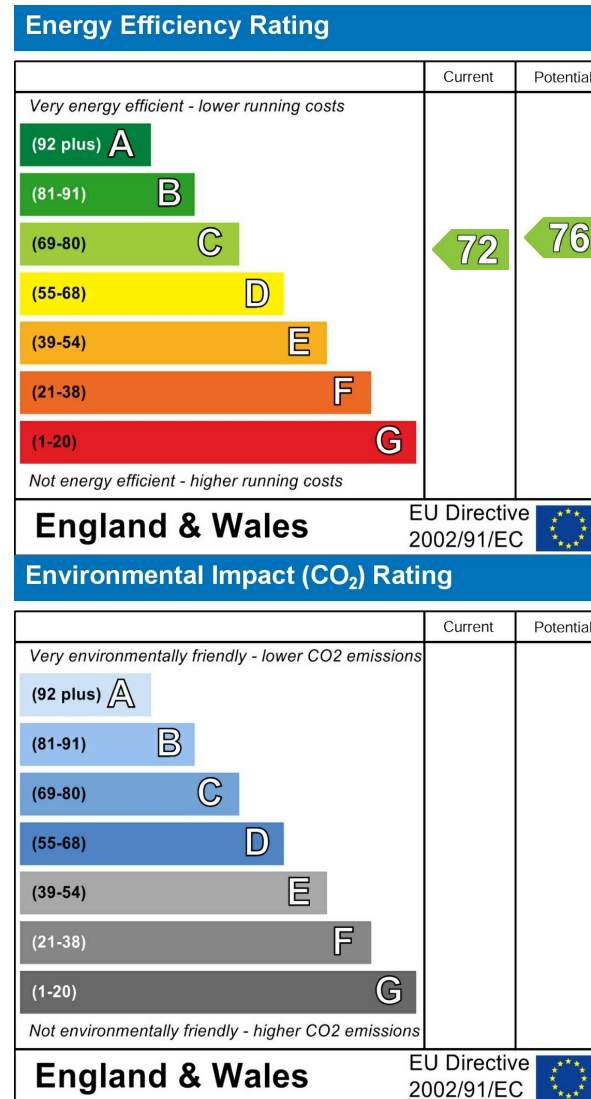 Energy Efficiency Rating
Current Potential
Very energy efficient - lower running costs
(92 plus) A
(81-91) B
(69-80) C
72 76
(55-68) D
(39-54) E
(21-38) F
(1-20) G
Not energy efficient - higher running costs
England & Wales
EU Directive
2002/91/EC
Environmental Impact (CO₂) Rating
Current Potential
Very environmentally friendly - lower CO2 emissions
(92 plus) A
(81-91) B
(69-80) C
(55-68) D
(39-54) E
(21-38) F
(1-20) G
Not environmentally friendly - higher CO2 emissions
England & Wales
EU Directive
2002/91/EC